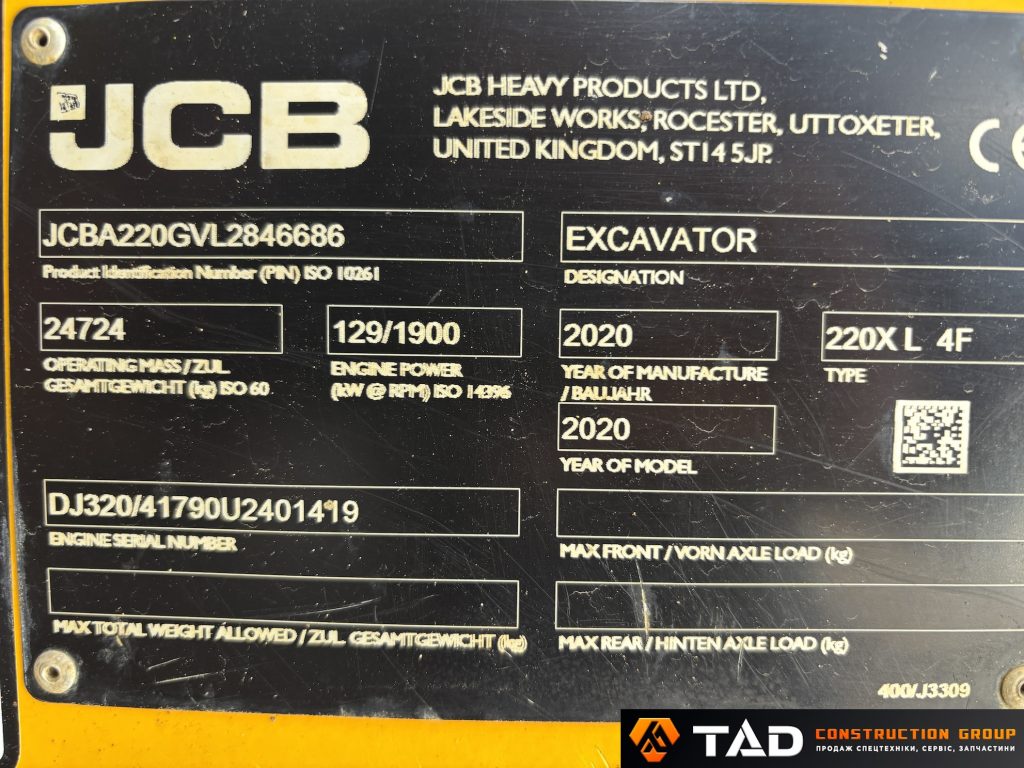 JCB
JCB HEAVY PRODUCTS LTD,
LAKESIDE WORKS, ROCESTER, UTTOXETER,
UNITED KINGDOM, ST14 5JP.
CE
JCBA220GVL2846686
Product Identification Number (PIN) ISO 10261
EXCAVATOR
DESIGNATION
24724
OPERATING MASS / ZUL.
GESAMTGEWICHT (kg) ISO 60
129/1900
ENGINE POWER
(kW @ RPM) ISO 14396
2020
YEAR OF MANUFACTURE
/ BAUJAHR
220X L 4F
TYPE
2020
YEAR OF MODEL
DJ320/41790U2401419
ENGINE SERIAL NUMBER
MAX FRONT / VORN AXLE LOAD (kg)
MAX TOTAL WEIGHT ALLOWED / ZUL. GESAMTGEWICHT (kg)
MAX REAR / HINTEN AXLE LOAD (kg)
400/J3309
TAD CONSTRUCTION GROUP
ПРОДАЖ СПЕЦТЕХНІКИ, СЕРВІС, ЗАПЧАСТИНИ